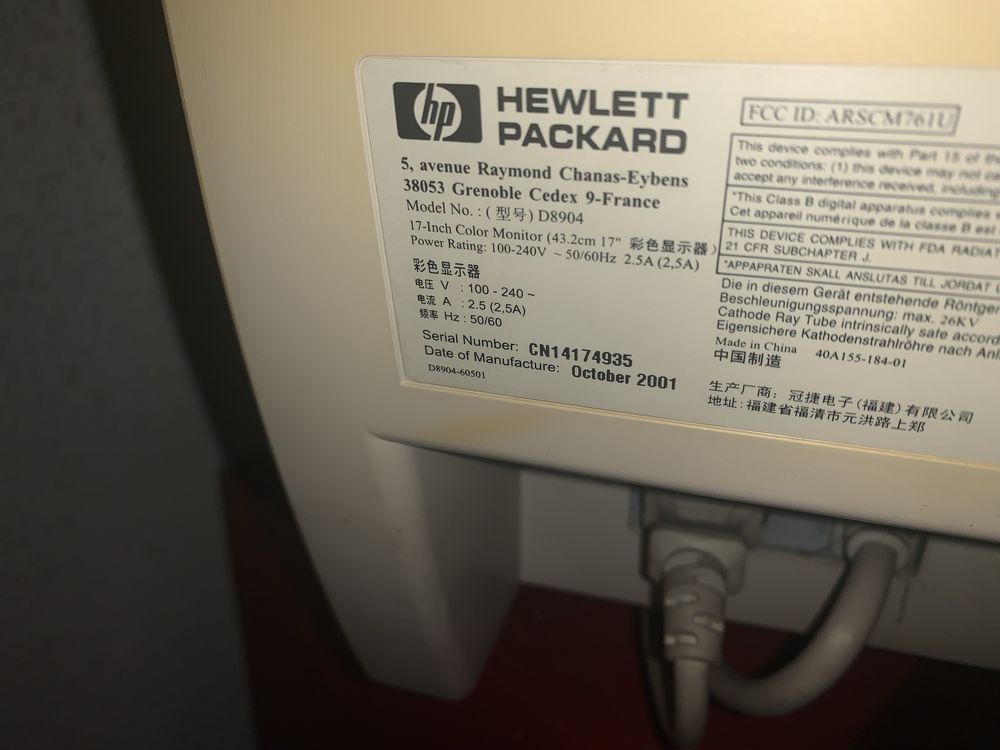 hp HEWLETT
PACKARD
5, avenue Raymond Chanas-Eybens
38053 Grenoble Cedex 9-France
Model No. : ( 型号) D8904
17-Inch Color Monitor (43.2cm 17" 彩色显示器 )
Power Rating: 100-240V ~ 50/60Hz 2.5A (2,5A)
彩色显示器
电压 V : 100 - 240 ~
电流 A : 2.5 (2,5A)
频率 Hz : 50/60
Serial Number: CN14174935
Date of Manufacture: October 2001
D8904-60501
FCC ID: ARSCM761U
This device complies with Part 15 of the
two conditions: (1) this device may not
accept any interference received, including
"This Class B digital apparatus complies
Cet appareil numérique de la classe B est
THIS DEVICE COMPLIES WITH FDA
21 CFR SUBCHAPTER J.
"APPAPRATEN SKALL ANSLUTAS TILL JORDAT
Die in diesem Gerät entstehende
Beschleunigungsspannung: max. 26KV
Cathode Ray Tube intrinsically safe
Eigensichere Kathodenstrahlröhre nach
Made in China 40A155-184-01
中国制造
生产厂商：冠捷电子(福建)有限公司
地址：福建省福清市元洪路上郑